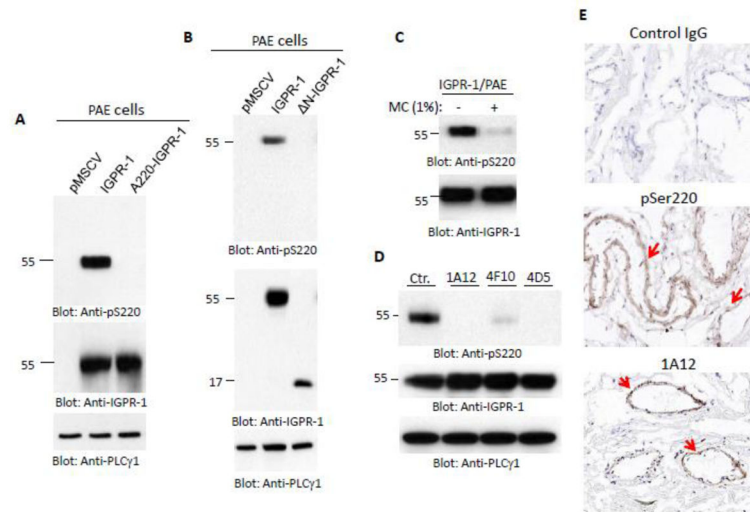 A
PAE cells
pMSCV
IGPR-1
A220-IGPR-1
55
Blot: Anti-pS220
55
Blot: Anti-IGPR-1
Blot: Anti-PLCγ1
B
PAE cells
pMSCV
IGPR-1
ΔN-IGPR-1
55
Blot: Anti-pS220
55
17
Blot: Anti-IGPR-1
Blot: Anti-PLCγ1
C
IGPR-1/PAE
MC (1%): - +
55
Blot: Anti-pS220
55
Blot: Anti-IGPR-1
D
Ctr. 1A12 4F10 4D5
55
Blot: Anti-pS220
55
Blot: Anti-IGPR-1
Blot: Anti-PLCγ1
E
Control IgG
pSer220
1A12